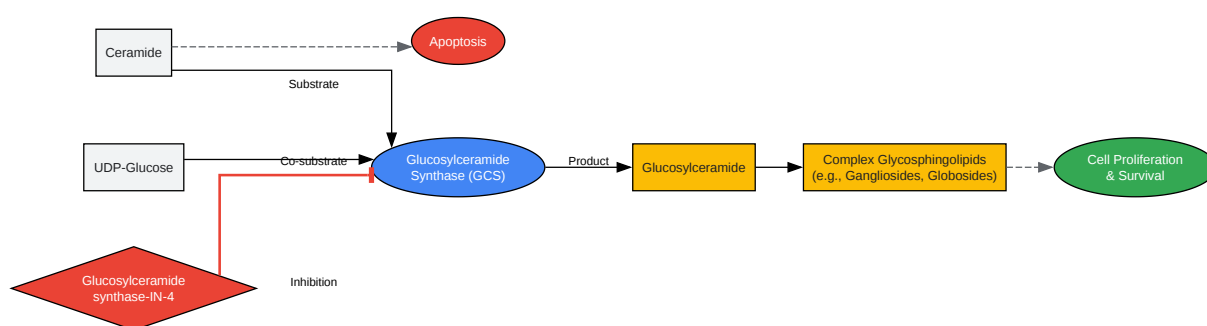 Apoptosis
Ceramide
Substrate
UDP-Glucose
Co-substrate
Glucosylceramide
Synthase (GCS)
Product
Glucosylceramide
Complex Glycosphingolipids
(e.g., Gangliosides, Globosides)
Cell Proliferation
& Survival
Glucosylceramide
synthase-IN-4
Inhibition